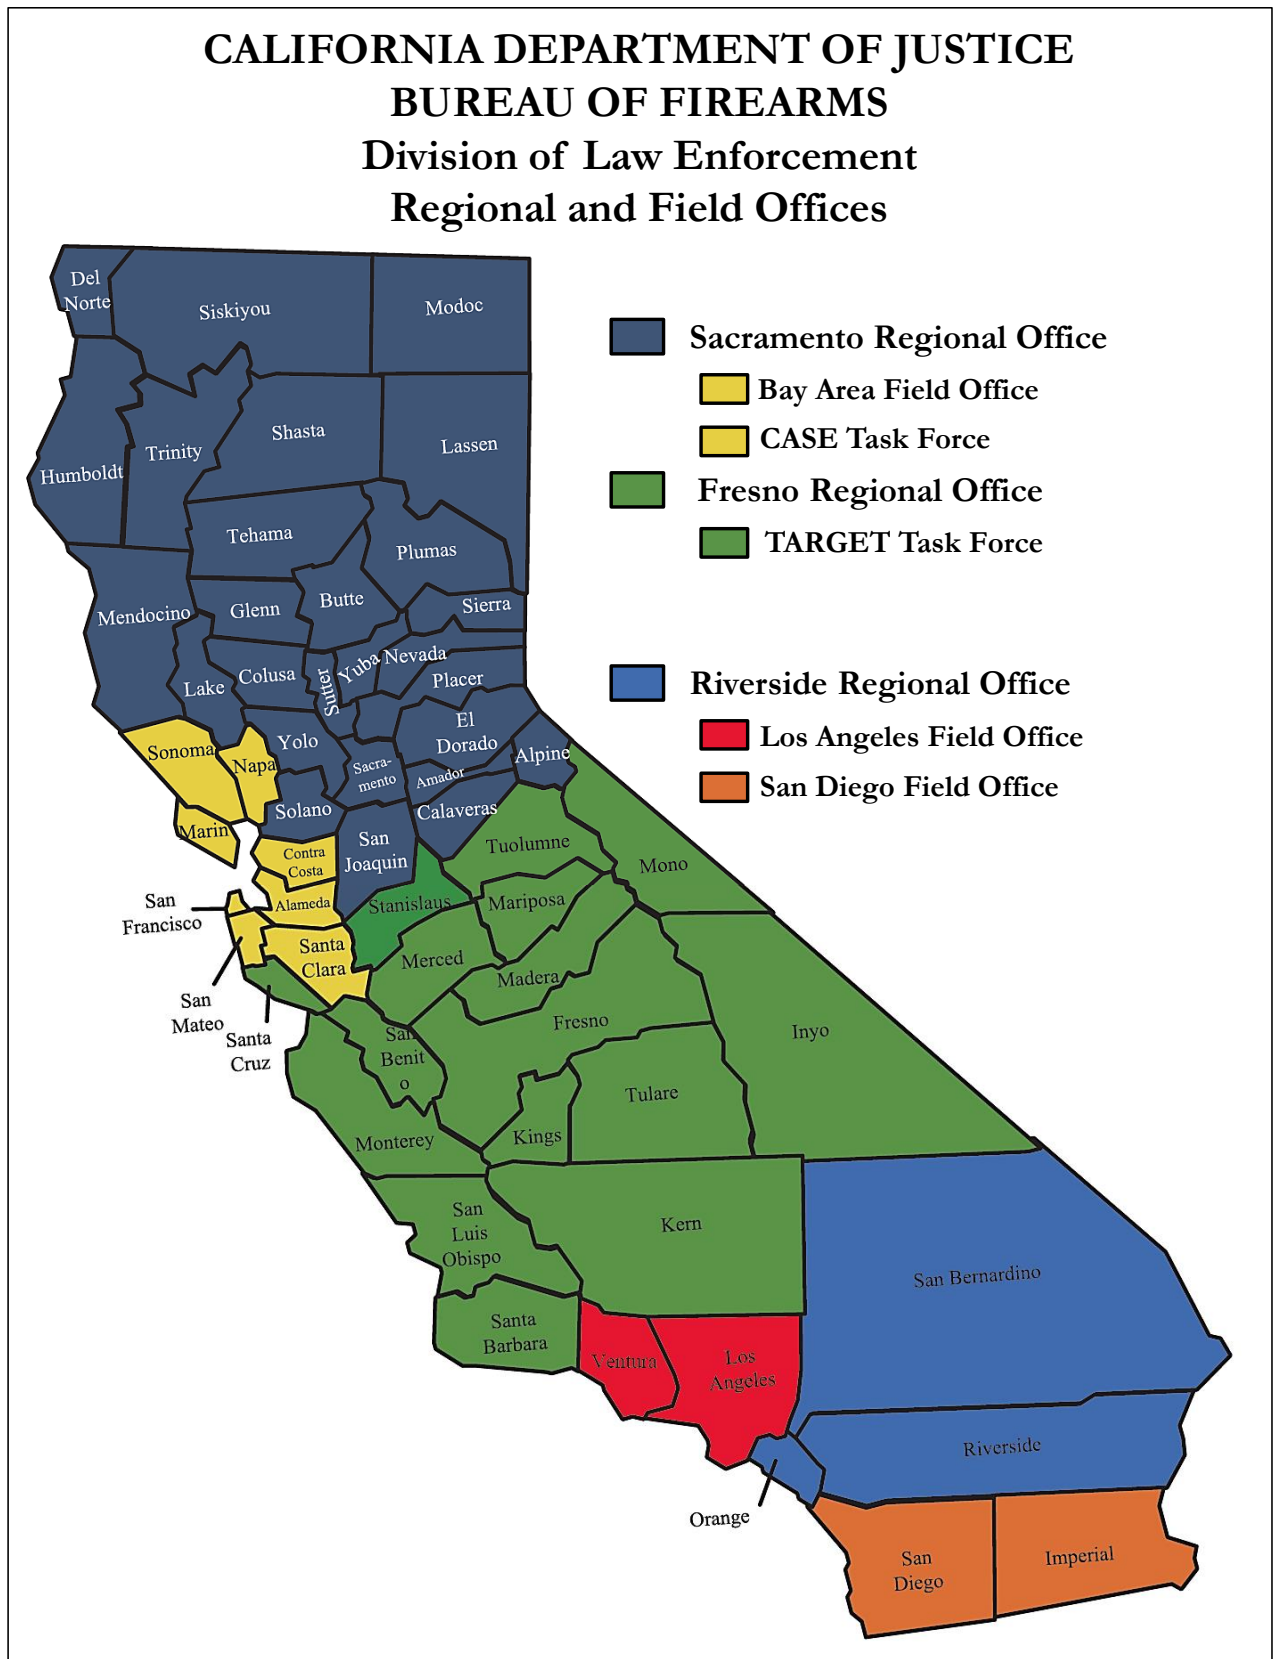 CALIFORNIA DEPARTMENT OF JUSTICE
BUREAU OF FIREARMS
Division of Law Enforcement
Regional and Field Offices
Del
Norte
Siskiyou
Modoc
Sacramento Regional Office
Bay Area Field Office
CASE Task Force
Fresno Regional Office
TARGET Task Force
Riverside Regional Office
Los Angeles Field Office
San Diego Field Office
Humboldt
Trinity
Shasta
Lassen
Tehama
Plumas
Mendocino
Glenn
Butte
Sierra
Lake
Colusa
Sutter
Yuba
Nevada
Placer
Sonoma
Napa
Yolo
El
Dorado
Sacra-
mento
Amador
Alpine
Solano
Calaveras
Marin
San
Joaquin
Contra
Costa
Tuolumne
Mono
San
Francisco
Alameda
Stanislaus
Mariposa
Santa
Clara
Merced
Madera
San
Mateo
Santa
Cruz
San
Benit
o
Fresno
Inyo
Tulare
Monterey
Kings
San
Luis
Obispo
Kern
San Bernardino
Santa
Barbara
Ventura
Los
Angeles
Riverside
Orange
San
Diego
Imperial